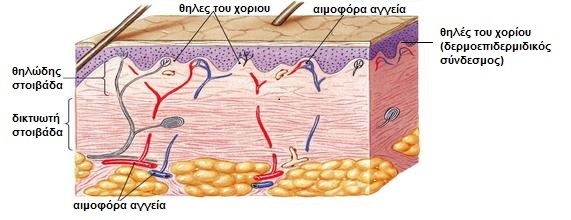 θηλες του χοριου
αιμοφόρα αγγεία
θηλές του χορίου
(δερμοεπιδερμιδικός
σύνδεσμος)
θηλώδης
στοιβάδα
δικτυωτή
στοιβάδα
αιμοφόρα αγγεία